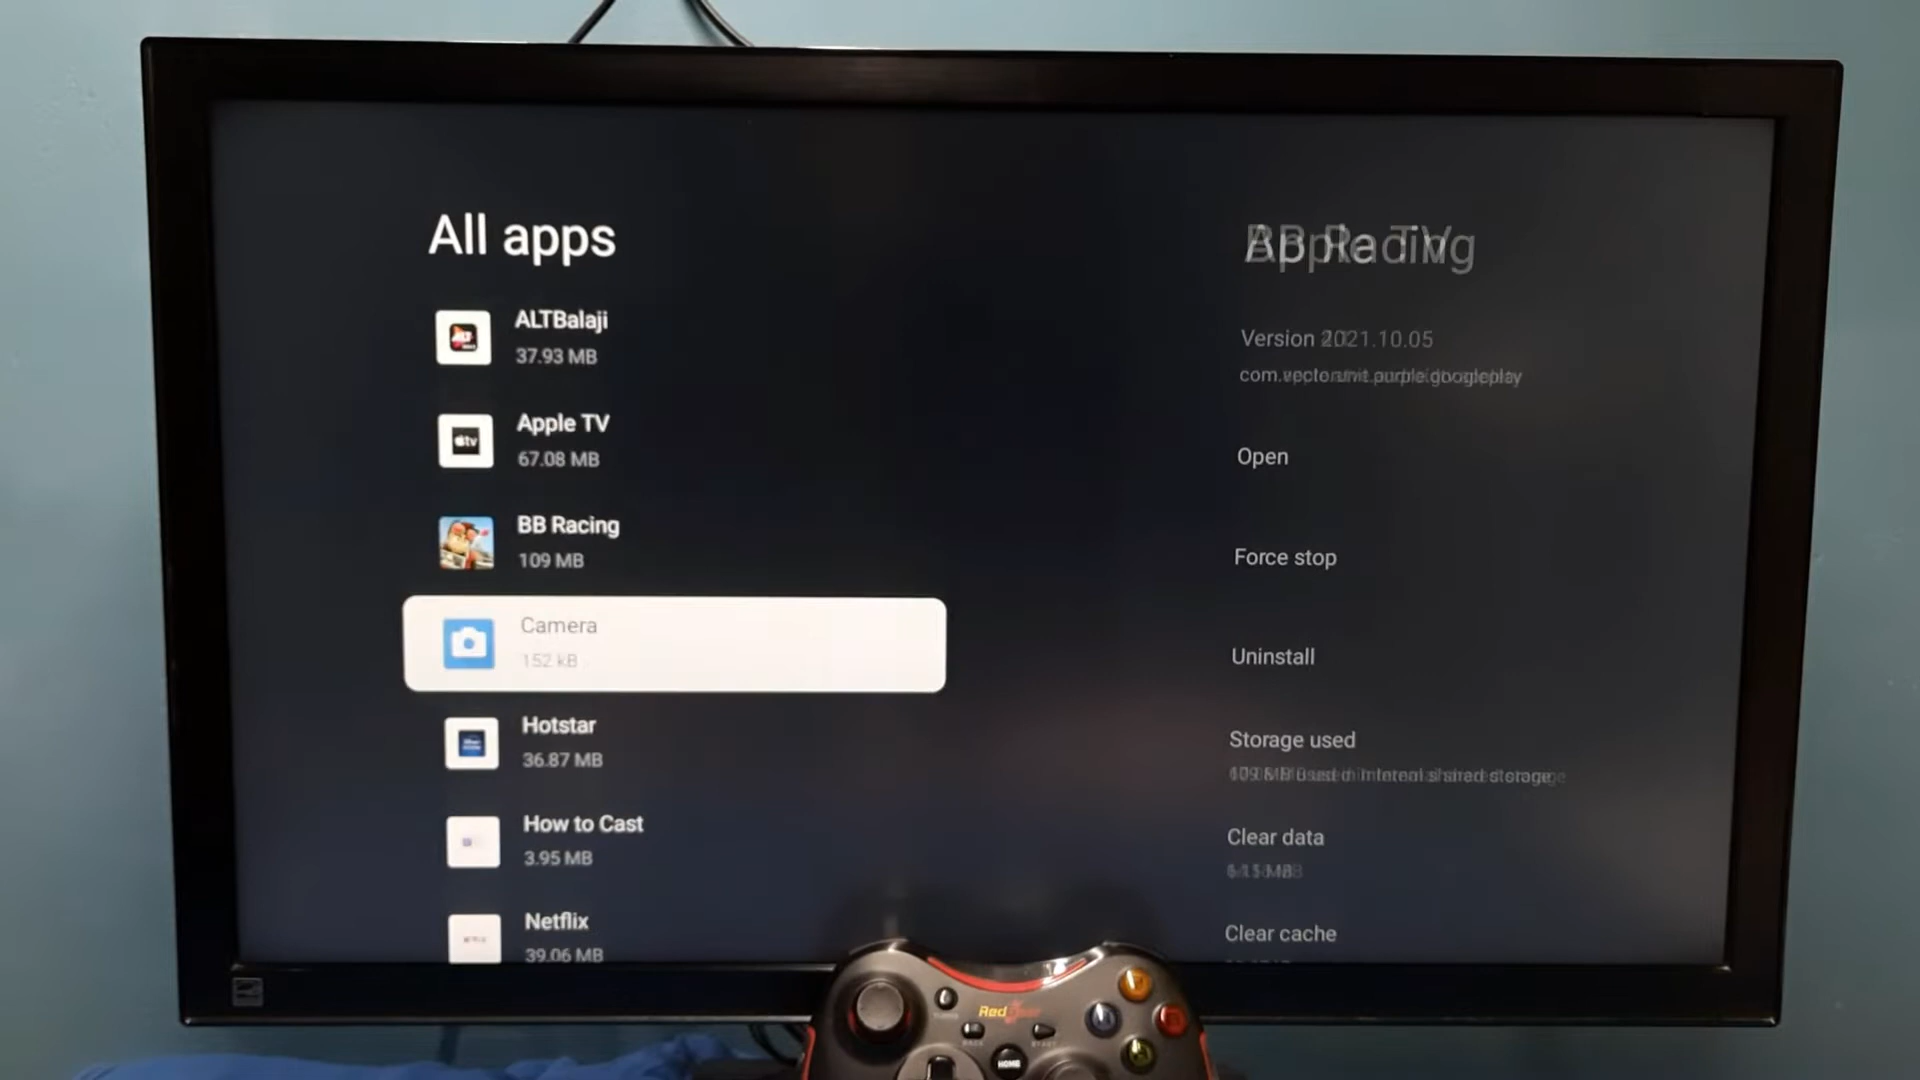 All apps
ALTBalaji
37.93 MB
Apple TV
67.08 MB
BB Racing
109 MB
Camera
152 kB
Hotstar
36.87 MB
How to Cast
3.95 MB
Netflix
39.06 MB
Version
Open
Force stop
Uninstall
Storage used
Clear data
Clear cache
HOME